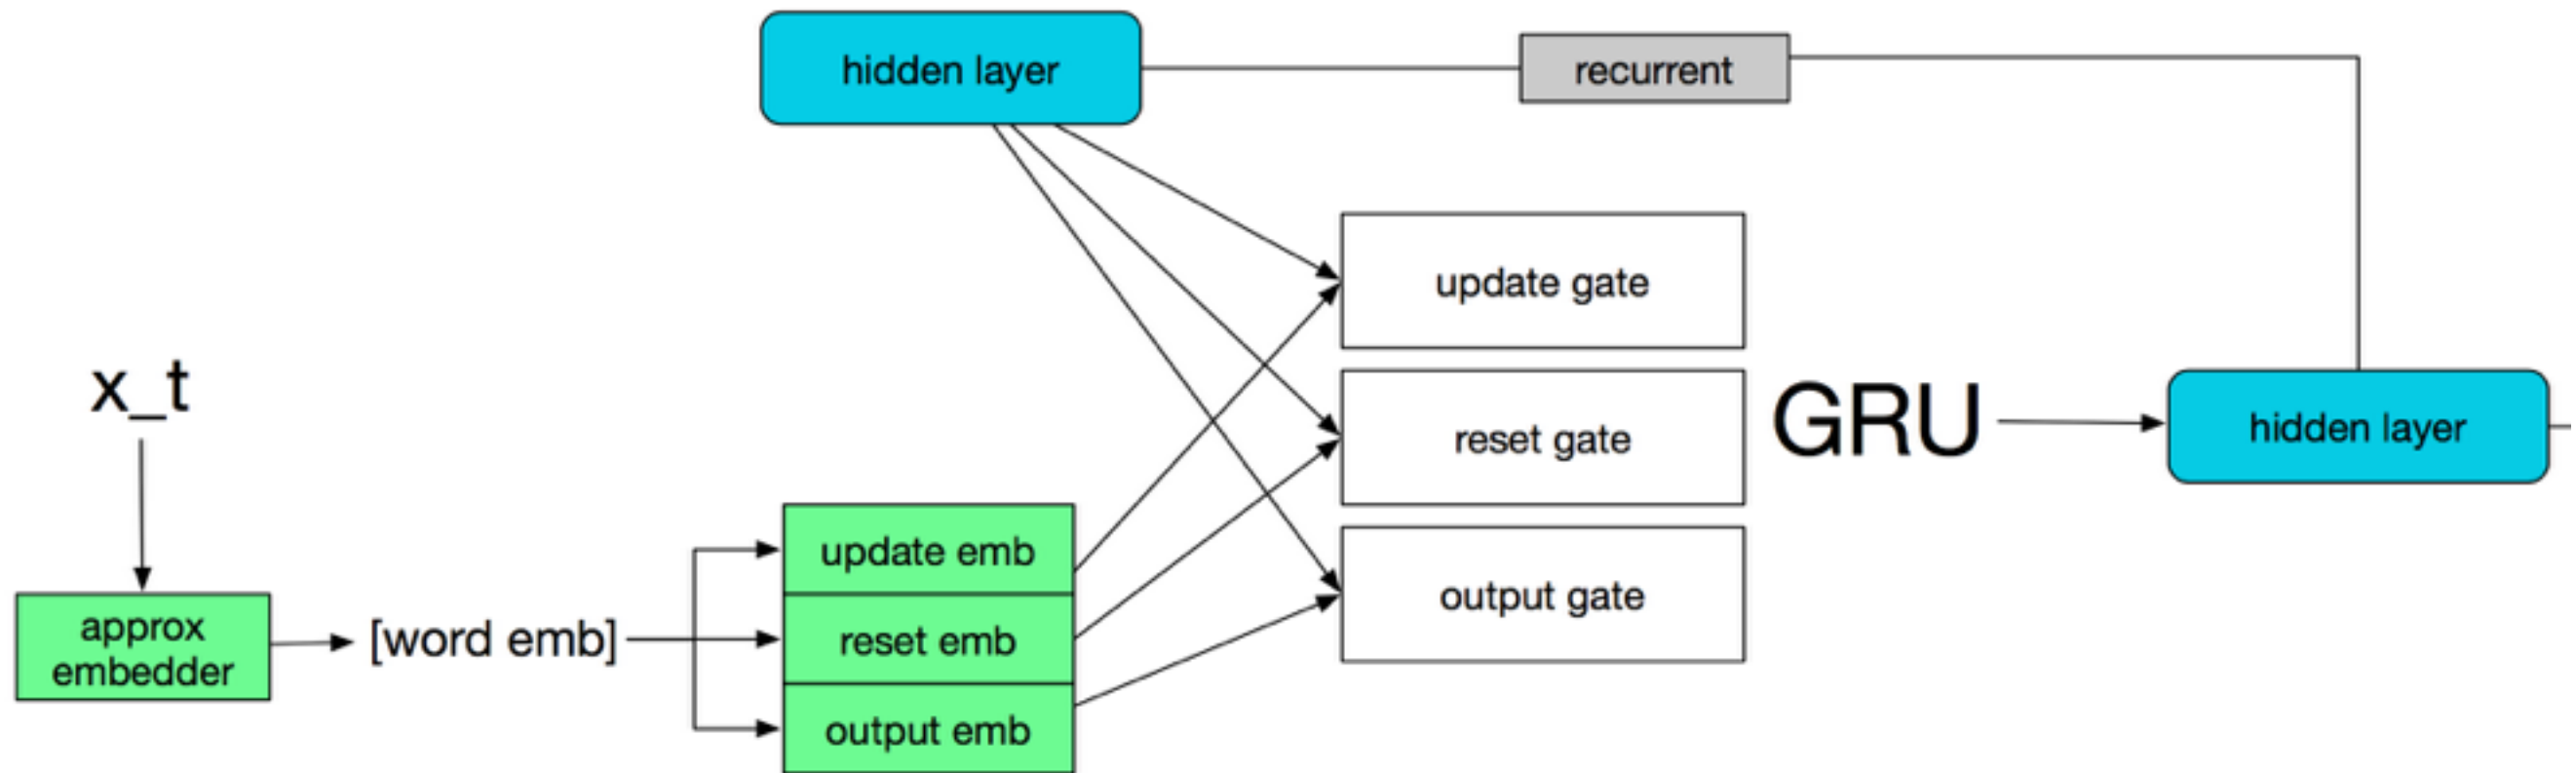 hidden layer
recurrent
update gate
x_t
reset gate
GRU
hidden layer
update emb
output gate
approx
embedder
[word emb]
reset emb
output emb